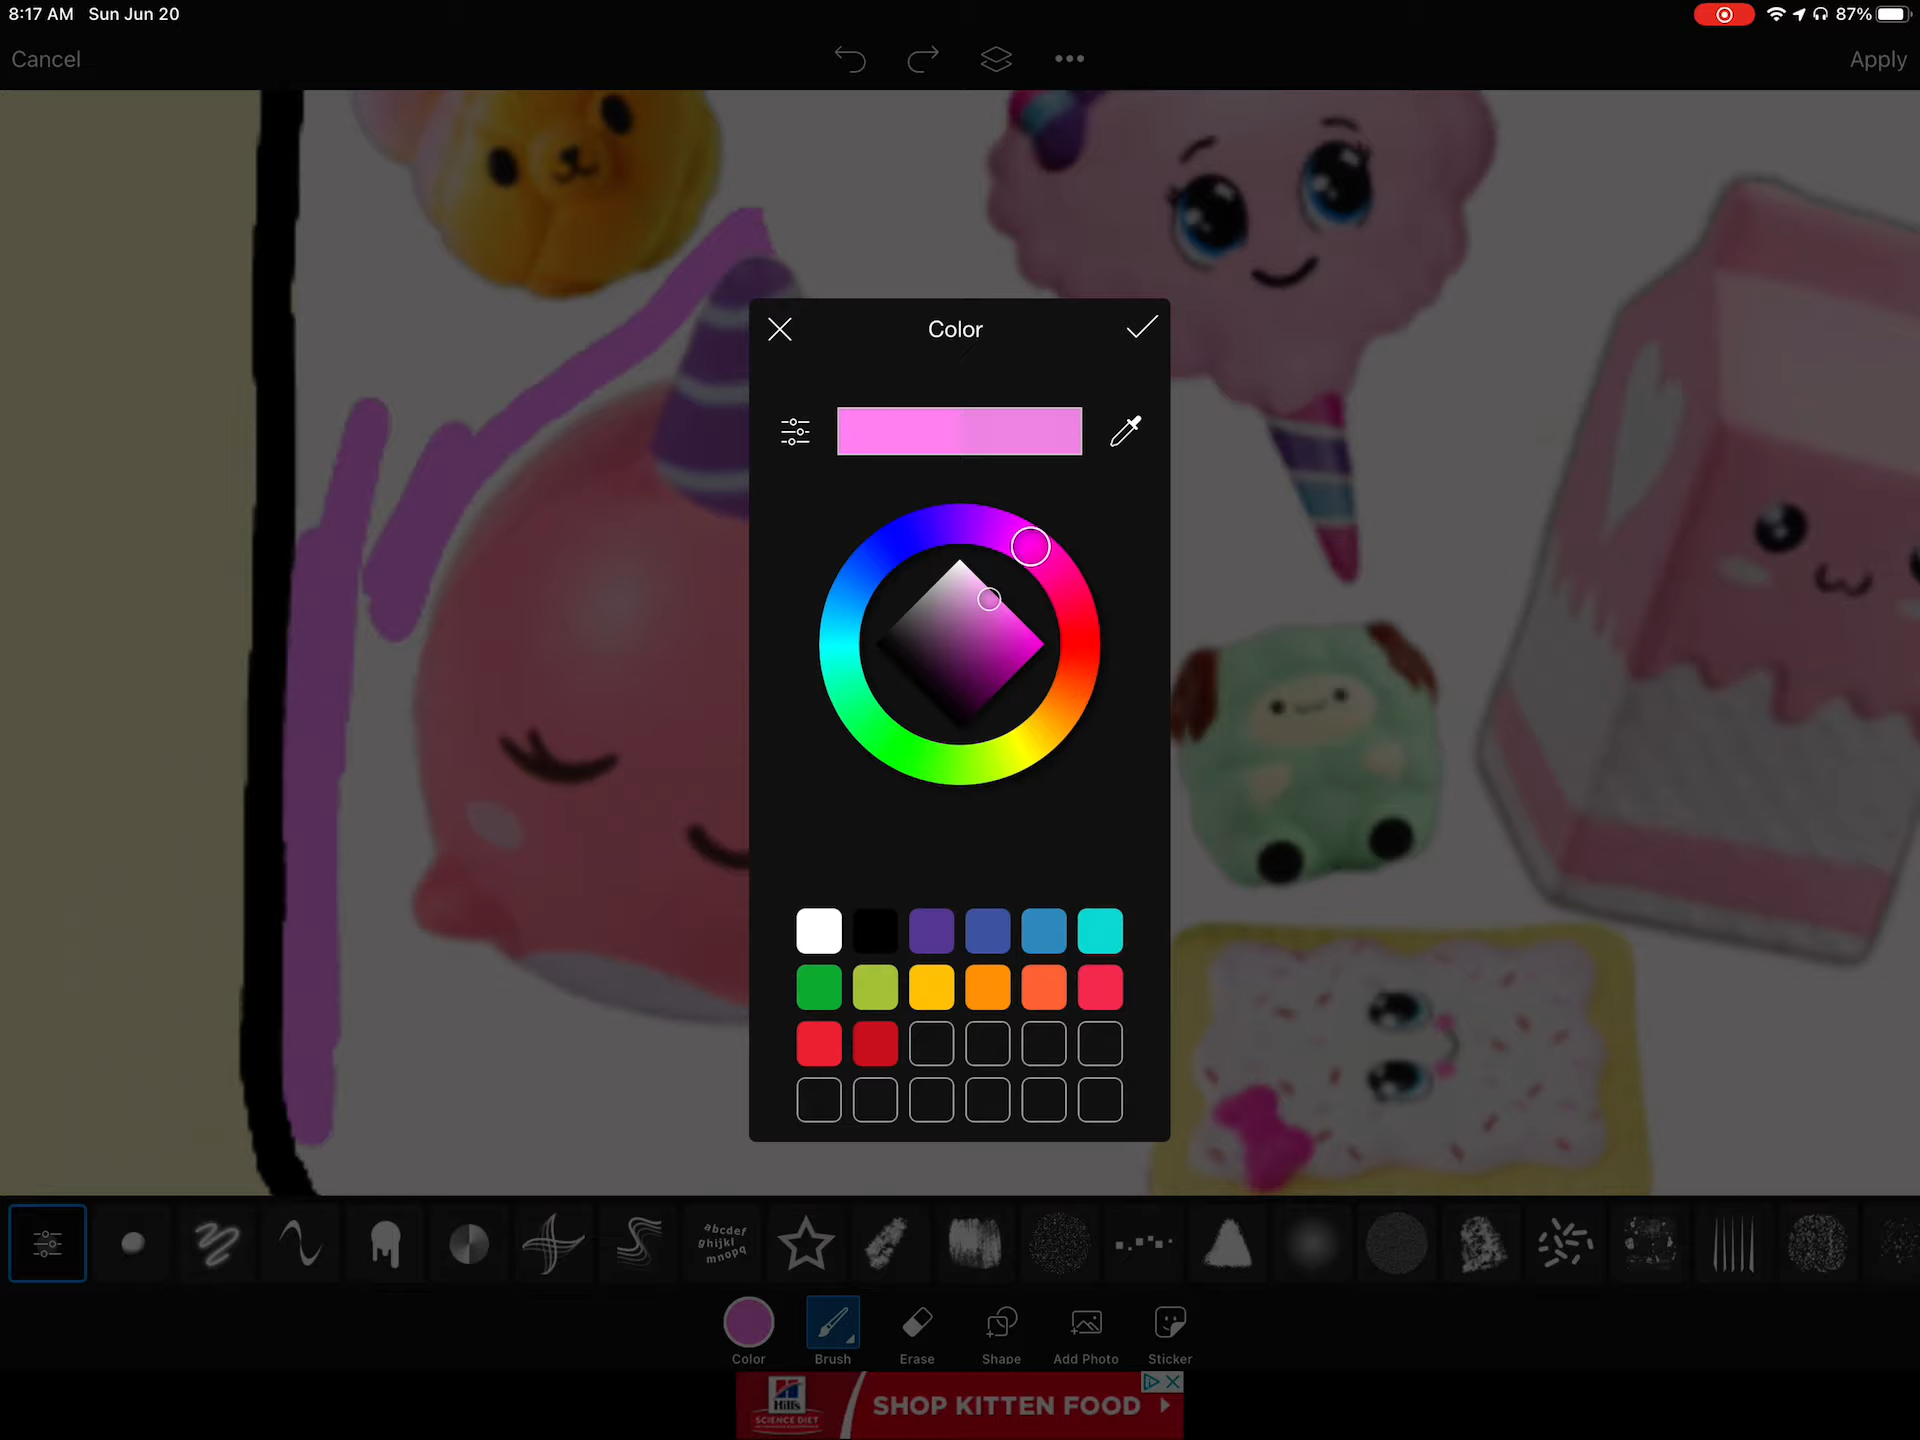 8:17 AM Sun Jun 20
87%
Cancel
Apply
Color
abcdef
ghijkl
mnopq
Color
Brush
Erase
Shape
Add Photo
Sticker
Hill's
SCIENCE DIET
SHOP KITTEN FOOD